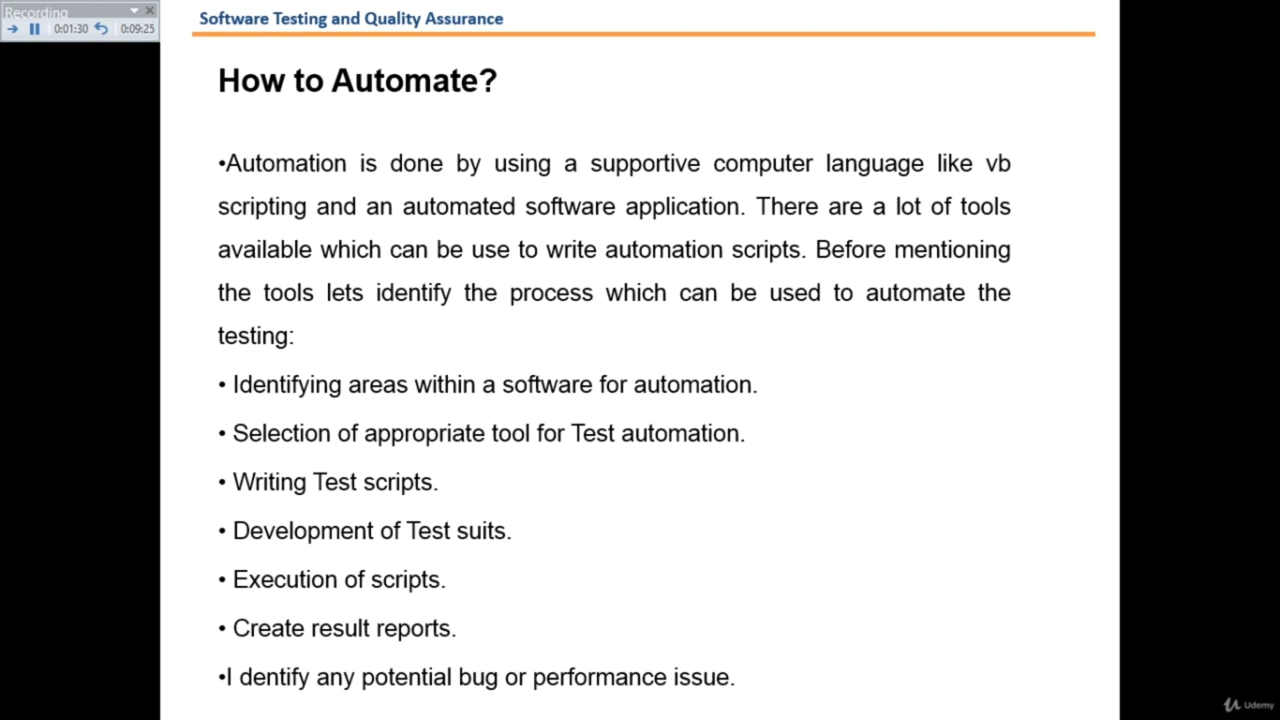 Recording
0:01:30 0:09:25
Software Testing and Quality Assurance
How to Automate?
•Automation is done by using a supportive computer language like vb
scripting and an automated software application. There are a lot of tools
available which can be use to write automation scripts. Before mentioning
the tools lets identify the process which can be used to automate the
testing:
• Identifying areas within a software for automation.
• Selection of appropriate tool for Test automation.
• Writing Test scripts.
• Development of Test suits.
• Execution of scripts.
• Create result reports.
•I dentify any potential bug or performance issue.
Udemy